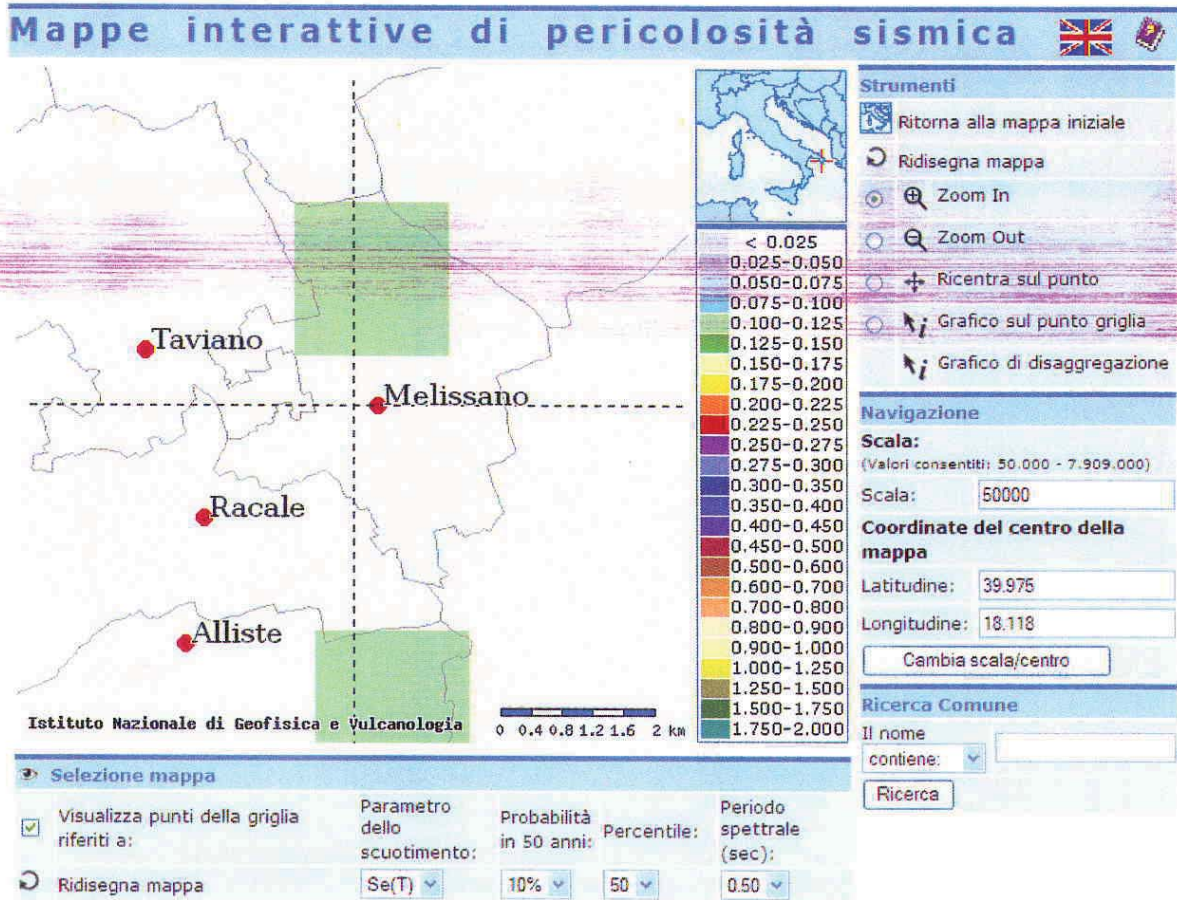 Mappe interattive di pericolosità sismica
Taviano
Melissano
Racale
Alliste
Istituto Nazionale di Geofisica e Vulcanologia
0 0.4 0.8 1.2 1.6 2 km
< 0.025
0.025-0.050
0.050-0.075
0.075-0.100
0.100-0.125
0.125-0.150
0.150-0.175
0.175-0.200
0.200-0.225
0.225-0.250
0.250-0.275
0.275-0.300
0.300-0.350
0.350-0.400
0.400-0.450
0.450-0.500
0.500-0.600
0.600-0.700
0.700-0.800
0.800-0.900
0.900-1.000
1.000-1.250
1.250-1.500
1.500-1.750
1.750-2.000
Strumenti
Ritorna alla mappa iniziale
Ridisegna mappa
Zoom In
Zoom Out
Ricentra sul punto
Grafico sul punto griglia
Grafico di disaggregazione
Navigazione
Scala:
(Valori consentiti: 50.000 - 7.909.000)
Scala: 50000
Coordinate del centro della
mappa
Latitudine: 39.975
Longitudine: 18.118
Cambia scala/centro
Ricerca Comune
Il nome
contiene:
Ricerca
Selezione mappa
Visualizza punti della griglia
riferiti a:
Parametro
dello
scuotimento:
Probabilità
in 50 anni:
Percentile:
Periodo
spettrale
(sec):
Ridisegna mappa
Se(T) 10% 50 0.50